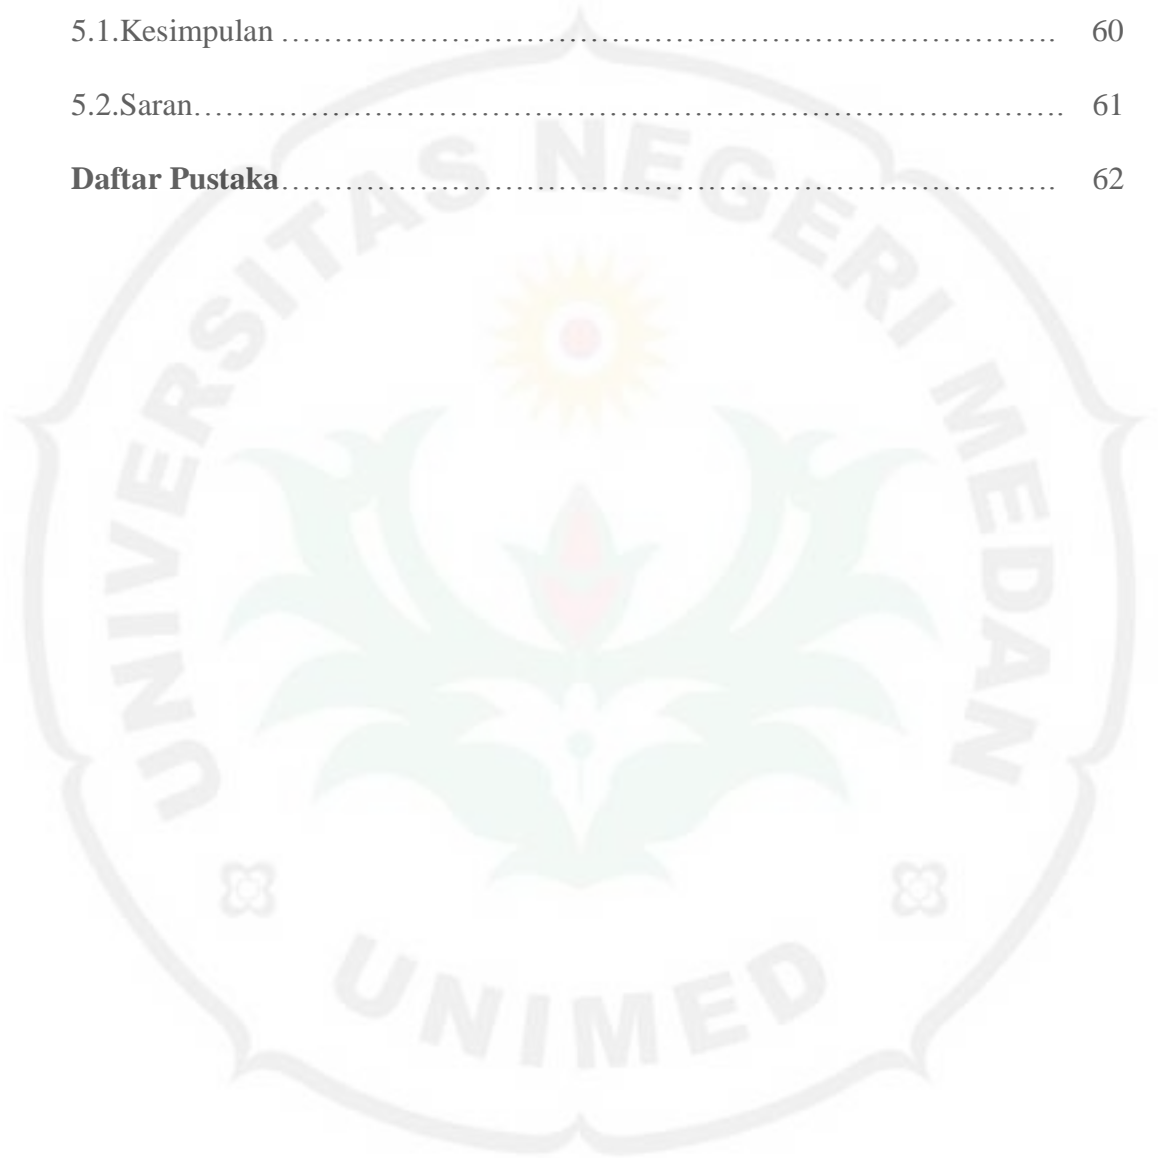 5.1.Kesimpulan ……………………………………………………………………………. 60
5.2.Saran……………………………………………………………………………………. 61
Daftar Pustaka……………………………………………………………………………. 62
UNIVERSITAS NEGERI MEDAN
UNIMED